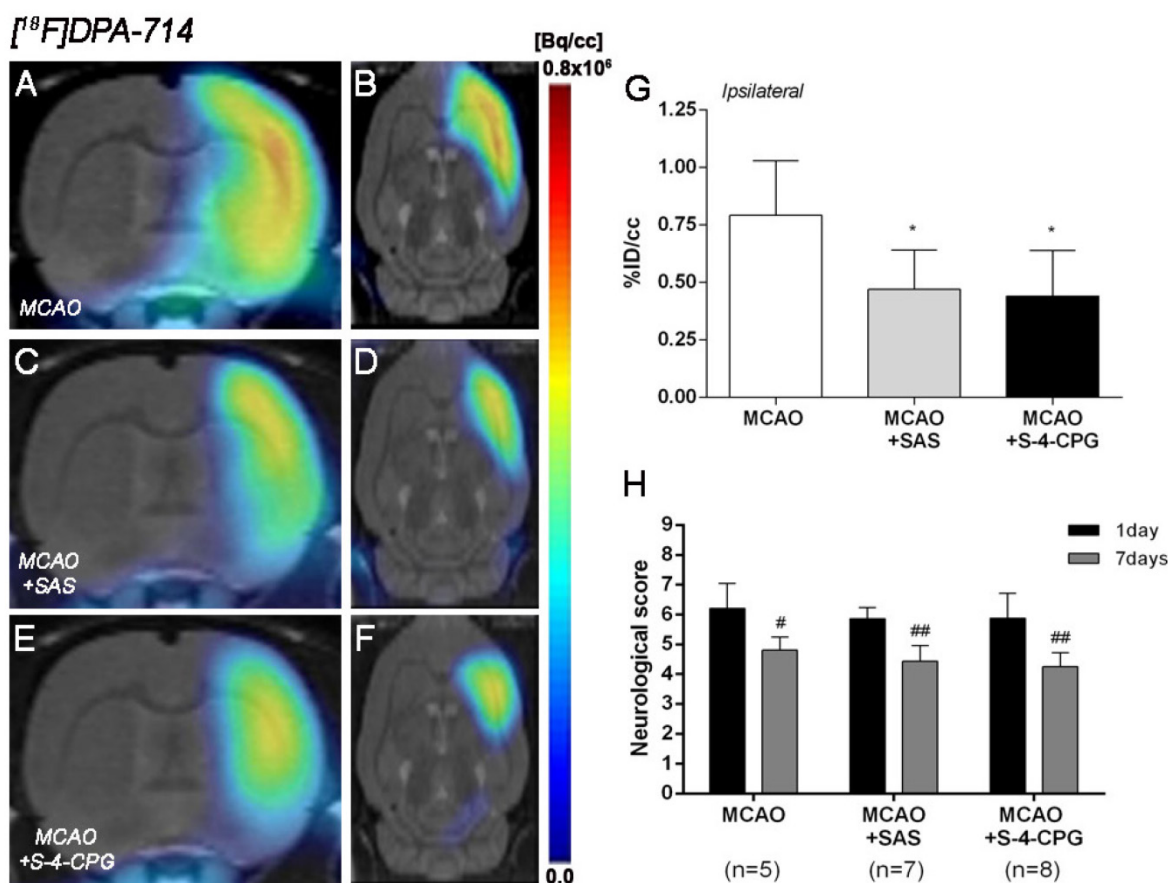 [¹⁸F]DPA-714
[Bq/cc]
0.8x10⁶
0.0
A
MCAO
B
C
MCAO
+SAS
D
E
MCAO
+S-4-CPG
F
G
Ipsilateral
%ID/cc
1.25
1.00
0.75
0.50
0.25
0.00
*
*
MCAO
MCAO
+SAS
MCAO
+S-4-CPG
H
Neurological score
9
8
7
6
5
4
3
2
1
0
1day
7days
#
##
##
MCAO
MCAO
+SAS
MCAO
+S-4-CPG
(n=5)
(n=7)
(n=8)